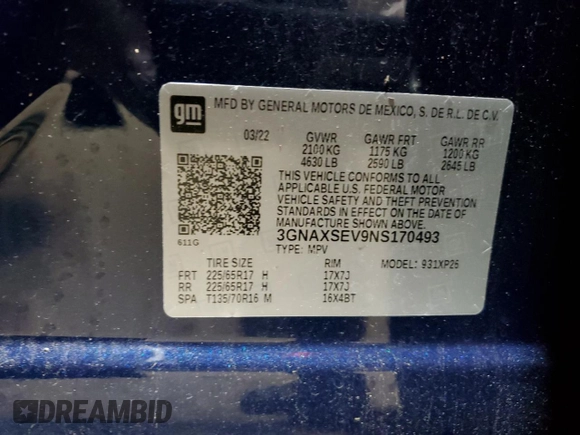 gm MFD BY GENERAL MOTORS DE MEXICO, S. DE R.L. DE C.V.
03/22 GVWR GAWR FRT GAWR RR
2100 KG 1175 KG 1200 KG
4630 LB 2590 LB 2645 LB
THIS VEHICLE CONFORMS TO ALL
APPLICABLE U.S. FEDERAL MOTOR
VEHICLE SAFETY AND THEFT PREVENTION
STANDARDS IN EFFECT ON THE DATE OF
MANUFACTURE SHOWN ABOVE.
611G 3GNAXSEV9NS170493
TYPE: MPV MODEL: 931XP26
TIRE SIZE RIM
FRT 225/65R17 H 17X7J
RR 225/65R17 H 17X7J
SPA T135/70R16 M 16X4BT
DREAMBID